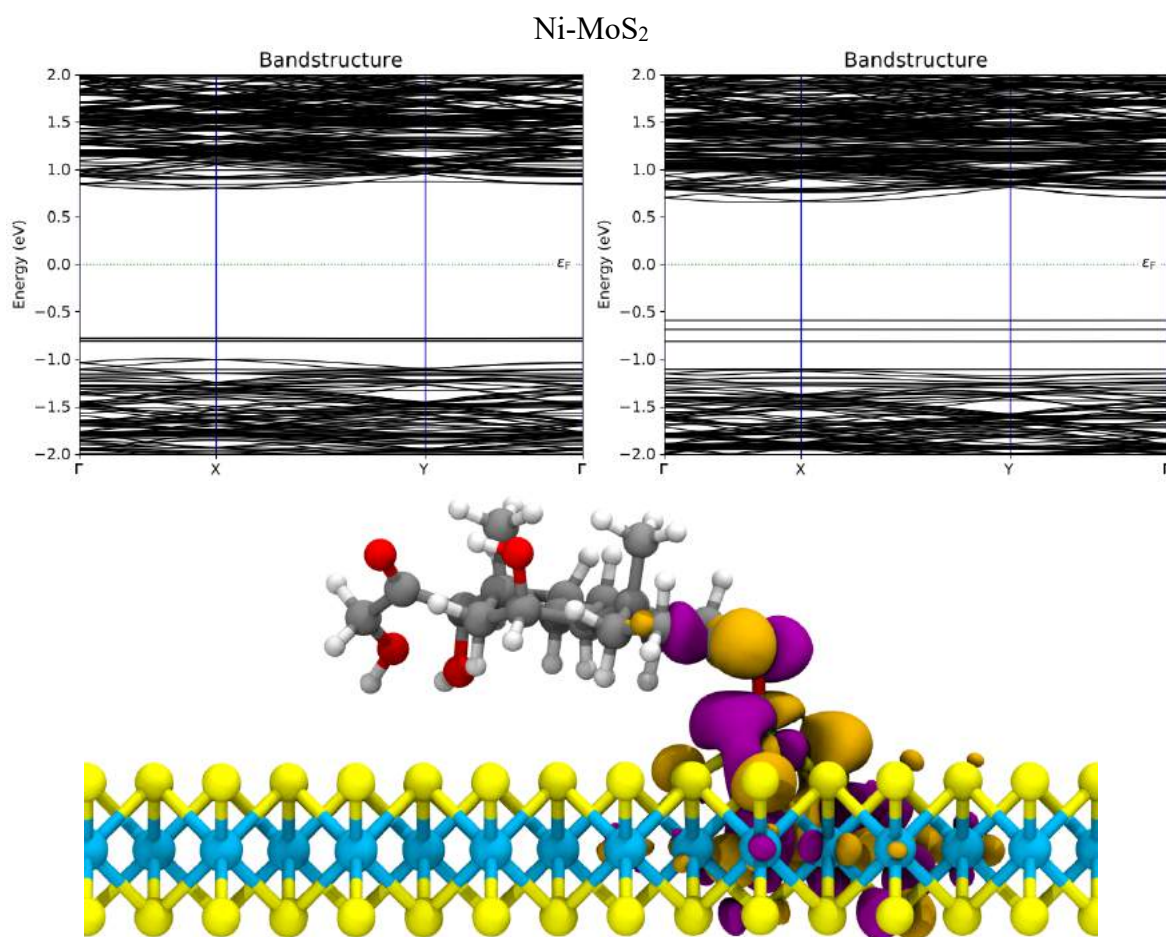 Ni-MoS₂
Bandstructure
2.0
1.5
1.0
0.5
0.0
−0.5
−1.0
−1.5
−2.0
Energy (eV)
εF
Γ
X
Y
Γ
Bandstructure
2.0
1.5
1.0
0.5
0.0
−0.5
−1.0
−1.5
−2.0
Energy (eV)
εF
Γ
X
Y